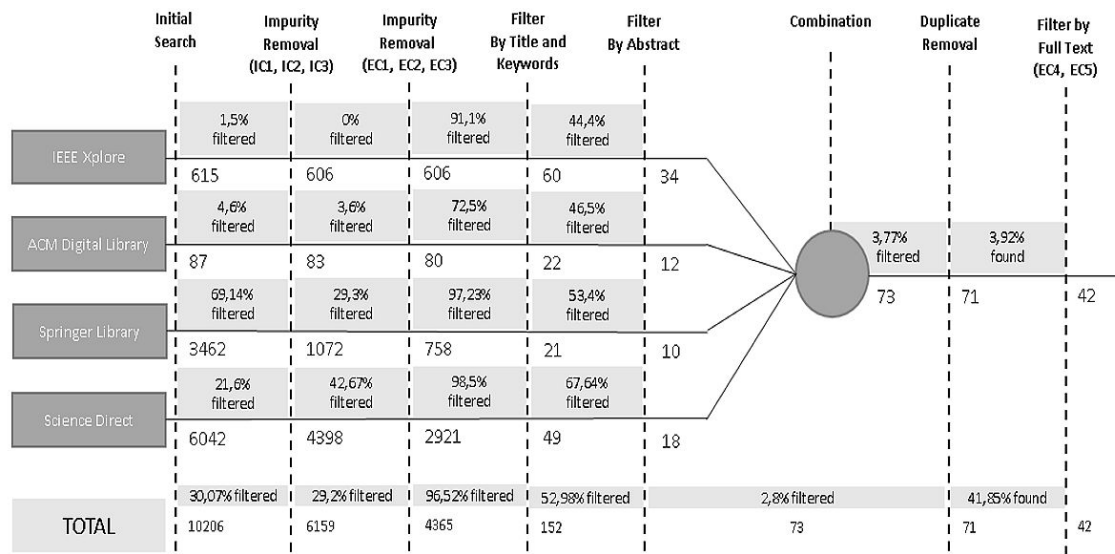 Initial
Search
Impurity
Removal
(IC1, IC2, IC3)
Impurity
Removal
(EC1, EC2, EC3)
Filter
By Title and
Keywords
Filter
By Abstract
Combination
Duplicate
Removal
Filter by
Full Text
(EC4, EC5)
IEEE Xplore
1,5%
filtered
0%
filtered
91,1%
filtered
44,4%
filtered
615
606
606
60
34
ACM Digital Library
4,6%
filtered
3,6%
filtered
72,5%
filtered
46,5%
filtered
87
83
80
22
12
Springer Library
69,14%
filtered
29,3%
filtered
97,23%
filtered
53,4%
filtered
3462
1072
758
21
10
Science Direct
21,6%
filtered
42,67%
filtered
98,5%
filtered
67,64%
filtered
6042
4398
2921
49
18
3,77%
filtered
3,92%
found
73
71
42
TOTAL
30,07% filtered
29,2% filtered
96,52% filtered
52,98% filtered
2,8% filtered
41,85% found
10206
6159
4365
152
73
71
42